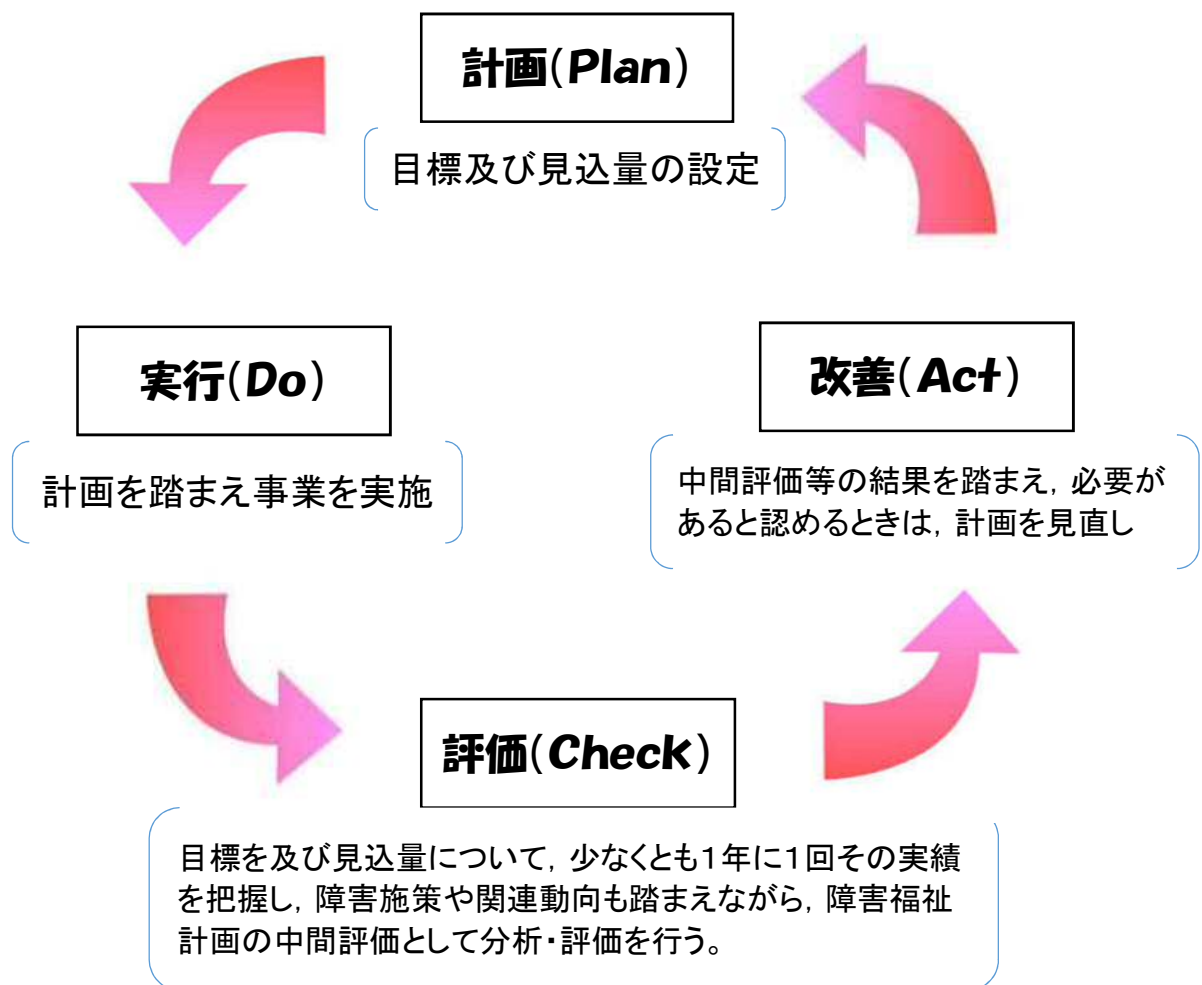 計画(Plan)
目標及び見込量の設定
実行(Do)
計画を踏まえ事業を実施
改善(Act)
中間評価等の結果を踏まえ, 必要が
あると認めるときは, 計画を見直し
評価(Check)
目標を及び見込量について, 少なくとも1年に1回その実績
を把握し, 障害施策や関連動向も踏まえながら, 障害福祉
計画の中間評価として分析・評価を行う。